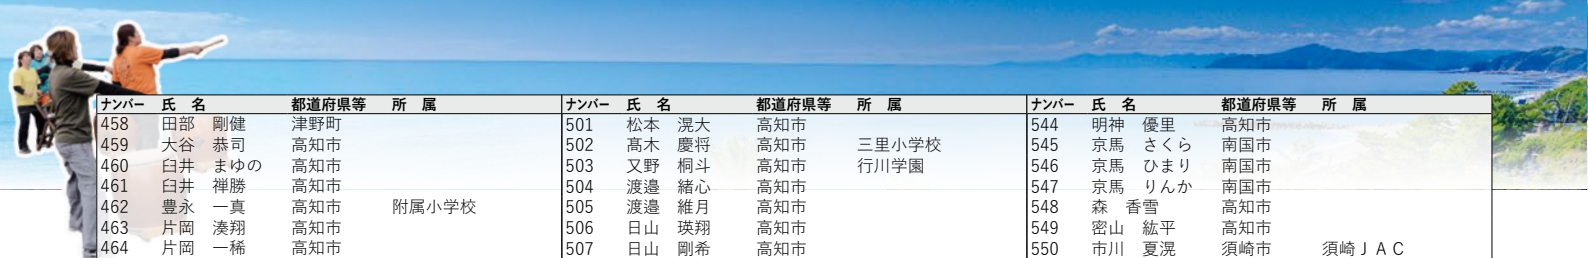 ナンバー 氏 名 都道府県等 所 属 ナンバー 氏 名 都道府県等 所 属 ナンバー 氏 名 都道府県等 所 属
458 田部 剛健 津野町 501 松本 滉大 高知市 544 明神 優里 高知市
459 大谷 恭司 高知市 502 髙木 慶将 高知市 三里小学校 545 京馬 さくら 南国市
460 臼井 まゆの 高知市 503 又野 桐斗 高知市 行川学園 546 京馬 ひまり 南国市
461 臼井 禅勝 高知市 504 渡邉 緒心 高知市 547 京馬 りんか 南国市
462 豊永 一真 高知市 附属小学校 505 渡邉 維月 高知市 548 森 香雪 高知市
463 片岡 湊翔 高知市 506 日山 瑛翔 高知市 549 密山 紘平 高知市
464 片岡 一稀 高知市 507 日山 剛希 高知市 550 市川 夏滉 須崎市 須崎ＪＡＣ